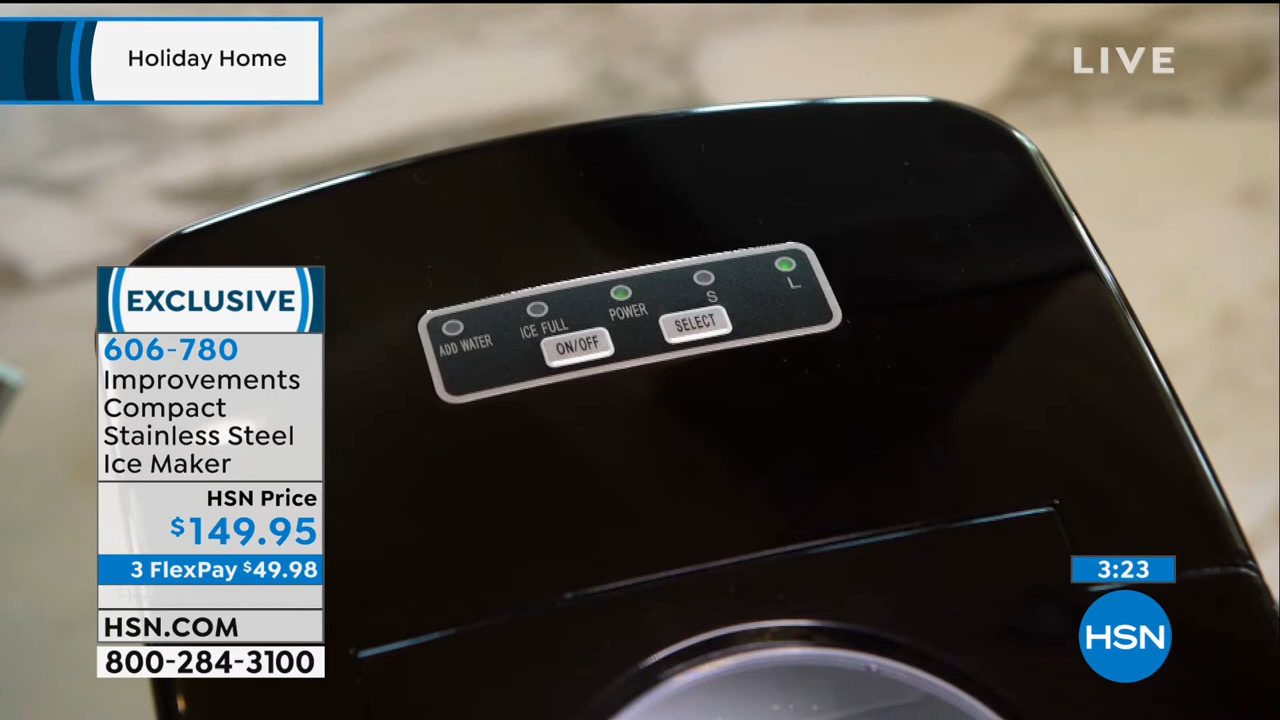 Holiday Home
LIVE
ADD WATER
ICE FULL
POWER
S
L
ON/OFF
SELECT
EXCLUSIVE
606-780
Improvements
Compact
Stainless Steel
Ice Maker
HSN Price
$149.95
3 FlexPay $49.98
HSN.COM
800-284-3100
3:23
HSN